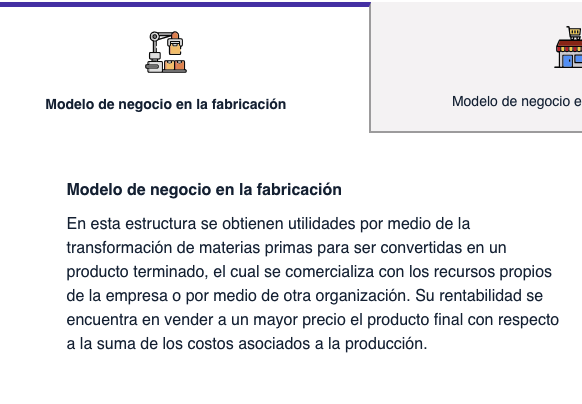 Modelo de negocio en la fabricación
Modelo de negocio e
Modelo de negocio en la fabricación
En esta estructura se obtienen utilidades por medio de la
transformación de materias primas para ser convertidas en un
producto terminado, el cual se comercializa con los recursos propios
de la empresa o por medio de otra organización. Su rentabilidad se
encuentra en vender a un mayor precio el producto final con respecto
a la suma de los costos asociados a la producción.